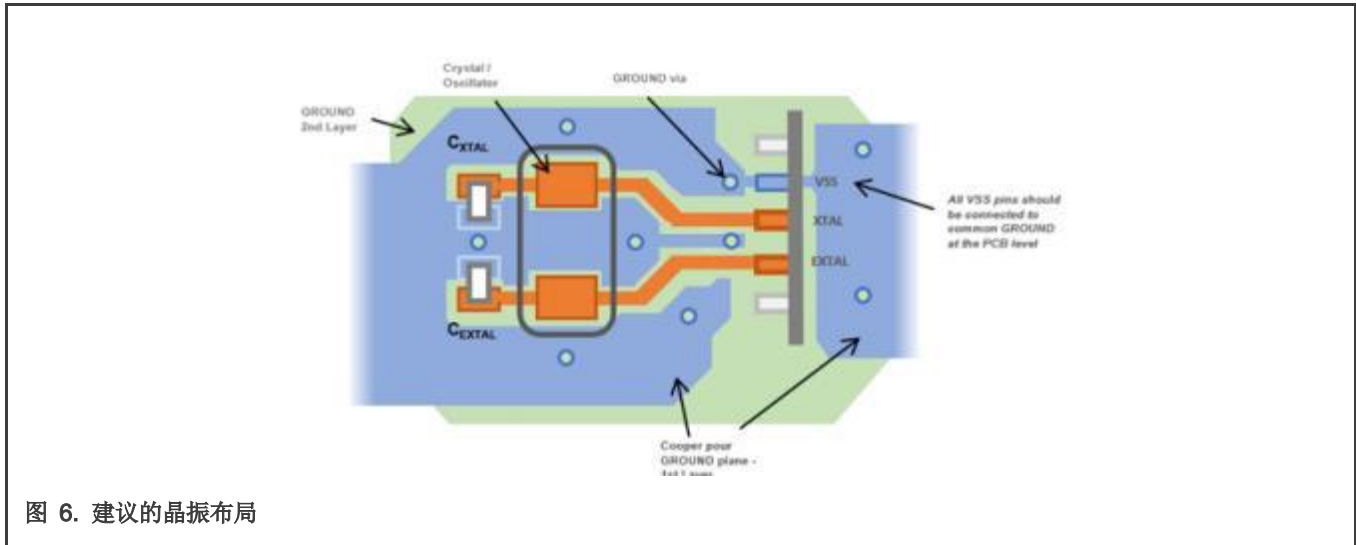 Crystal /
Oscillator
GROUND via
GROUND
2nd Layer
CXTAL
VSS
XTAL
EXTAL
All VSS pins should
be connected to
common GROUND
at the PCB level
CEXTAL
Cooper pour
GROUND plane -
1st Layer
图 6. 建议的晶振布局